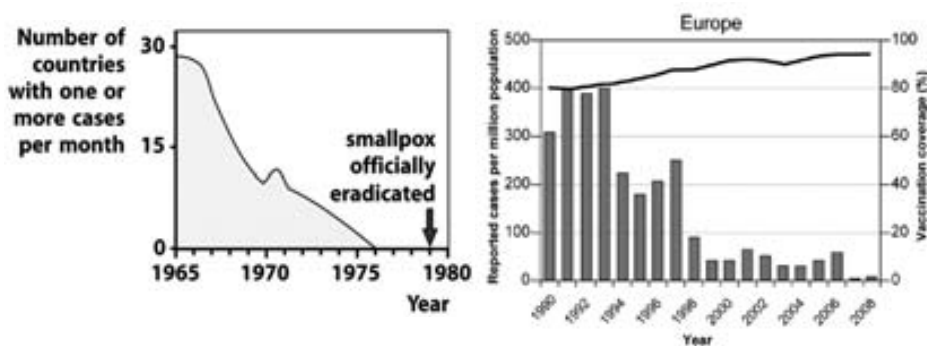 Number of
countries
with one or
more cases
per month
30
15
0
smallpox
officially
eradicated
1965 1970 1975 1980
Year
Europe
Reported cases per million population
500
400
300
200
100
0
Vaccination coverage (%)
100
80
60
40
20
0
1990 1992 1994 1996 1998 2000 2002 2004 2006 2008
Year